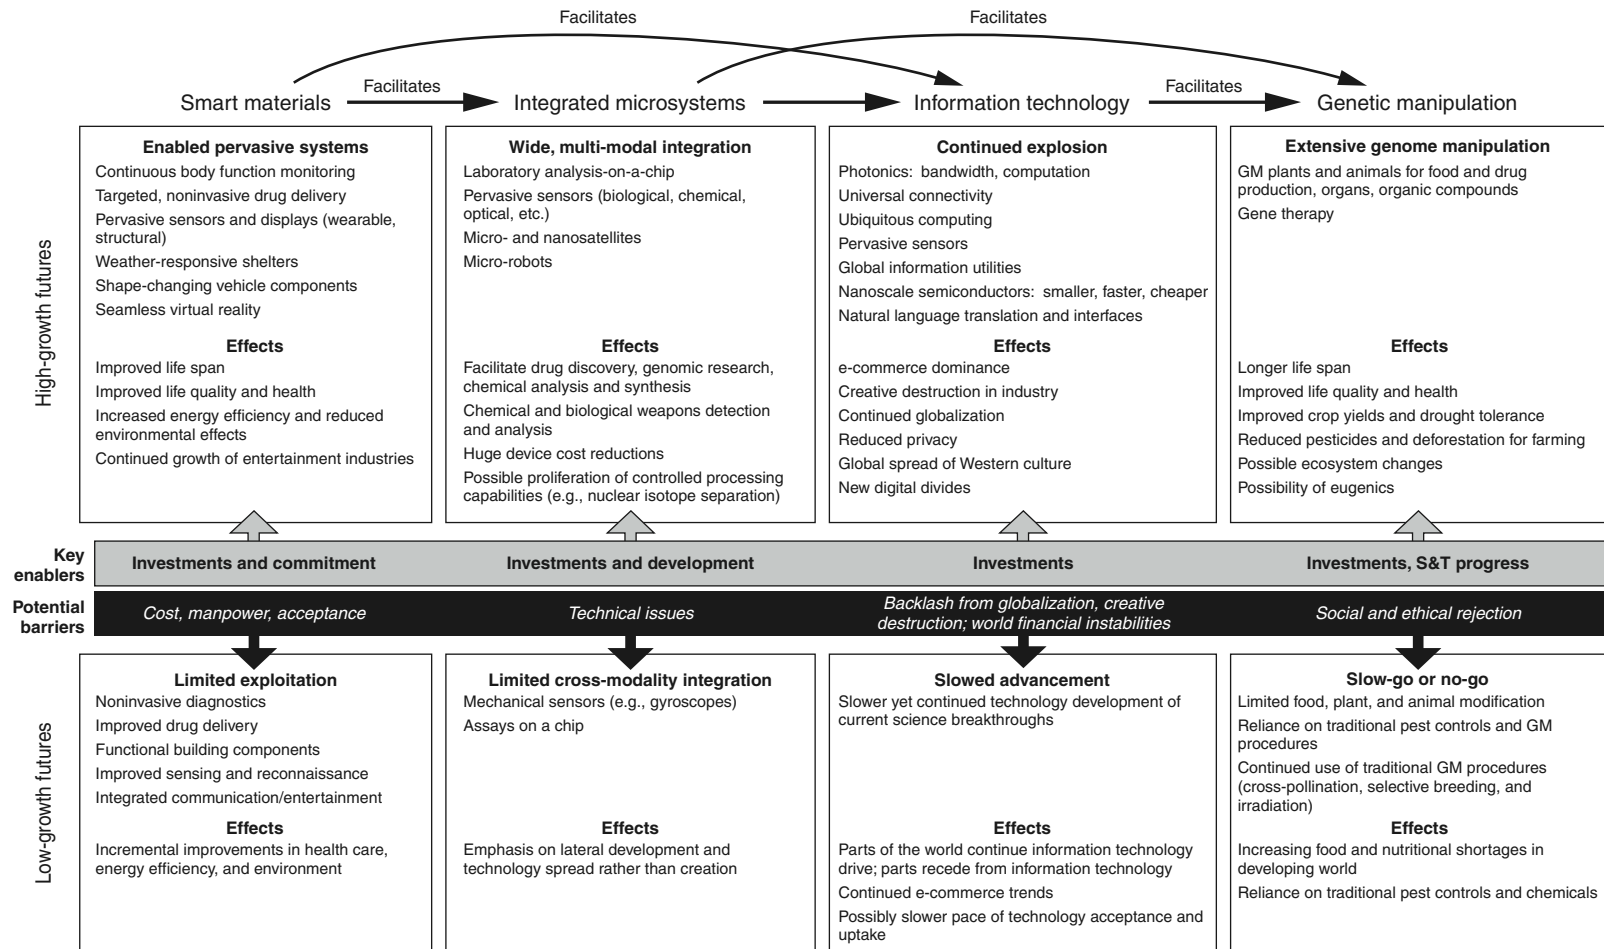 Facilitates
Facilitates
Smart materials
Facilitates
Integrated microsystems
Information technology
Facilitates
Genetic manipulation
High-growth futures
Enabled pervasive systems
Continuous body function monitoring
Targeted, noninvasive drug delivery
Pervasive sensors and displays (wearable,
structural)
Weather-responsive shelters
Shape-changing vehicle components
Seamless virtual reality
Effects
Improved life span
Improved life quality and health
Increased energy efficiency and reduced
environmental effects
Continued growth of entertainment industries
Wide, multi-modal integration
Laboratory analysis-on-a-chip
Pervasive sensors (biological, chemical,
optical, etc.)
Micro- and nanosatellites
Micro-robots
Effects
Facilitate drug discovery, genomic research,
chemical analysis and synthesis
Chemical and biological weapons detection
and analysis
Huge device cost reductions
Possible proliferation of controlled processing
capabilities (e.g., nuclear isotope separation)
Continued explosion
Photonics: bandwidth, computation
Universal connectivity
Ubiquitous computing
Pervasive sensors
Global information utilities
Nanoscale semiconductors: smaller, faster, cheaper
Natural language translation and interfaces
Effects
e-commerce dominance
Creative destruction in industry
Continued globalization
Reduced privacy
Global spread of Western culture
New digital divides
Extensive genome manipulation
GM plants and animals for food and drug
production, organs, organic compounds
Gene therapy
Effects
Longer life span
Improved life quality and health
Improved crop yields and drought tolerance
Reduced pesticides and deforestation for farming
Possible ecosystem changes
Possibility of eugenics
Key
enablers
Investments and commitment
Investments and development
Investments
Investments, S&T progress
Potential
barriers
Cost, manpower, acceptance
Technical issues
Backlash from globalization, creative
destruction; world financial instabilities
Social and ethical rejection
Low-growth futures
Limited exploitation
Noninvasive diagnostics
Improved drug delivery
Functional building components
Improved sensing and reconnaissance
Integrated communication/entertainment
Effects
Incremental improvements in health care,
energy efficiency, and environment
Limited cross-modality integration
Mechanical sensors (e.g., gyroscopes)
Assays on a chip
Effects
Emphasis on lateral development and
technology spread rather than creation
Slowed advancement
Slower yet continued technology development of
current science breakthroughs
Effects
Parts of the world continue information technology
drive; parts recede from information technology
Continued e-commerce trends
Possibly slower pace of technology acceptance and
uptake
Slow-go or no-go
Limited food, plant, and animal modification
Reliance on traditional pest controls and GM
procedures
Continued use of traditional GM procedures
(cross-pollination, selective breeding, and
irradiation)
Effects
Increasing food and nutritional shortages in
developing world
Reliance on traditional pest controls and chemicals